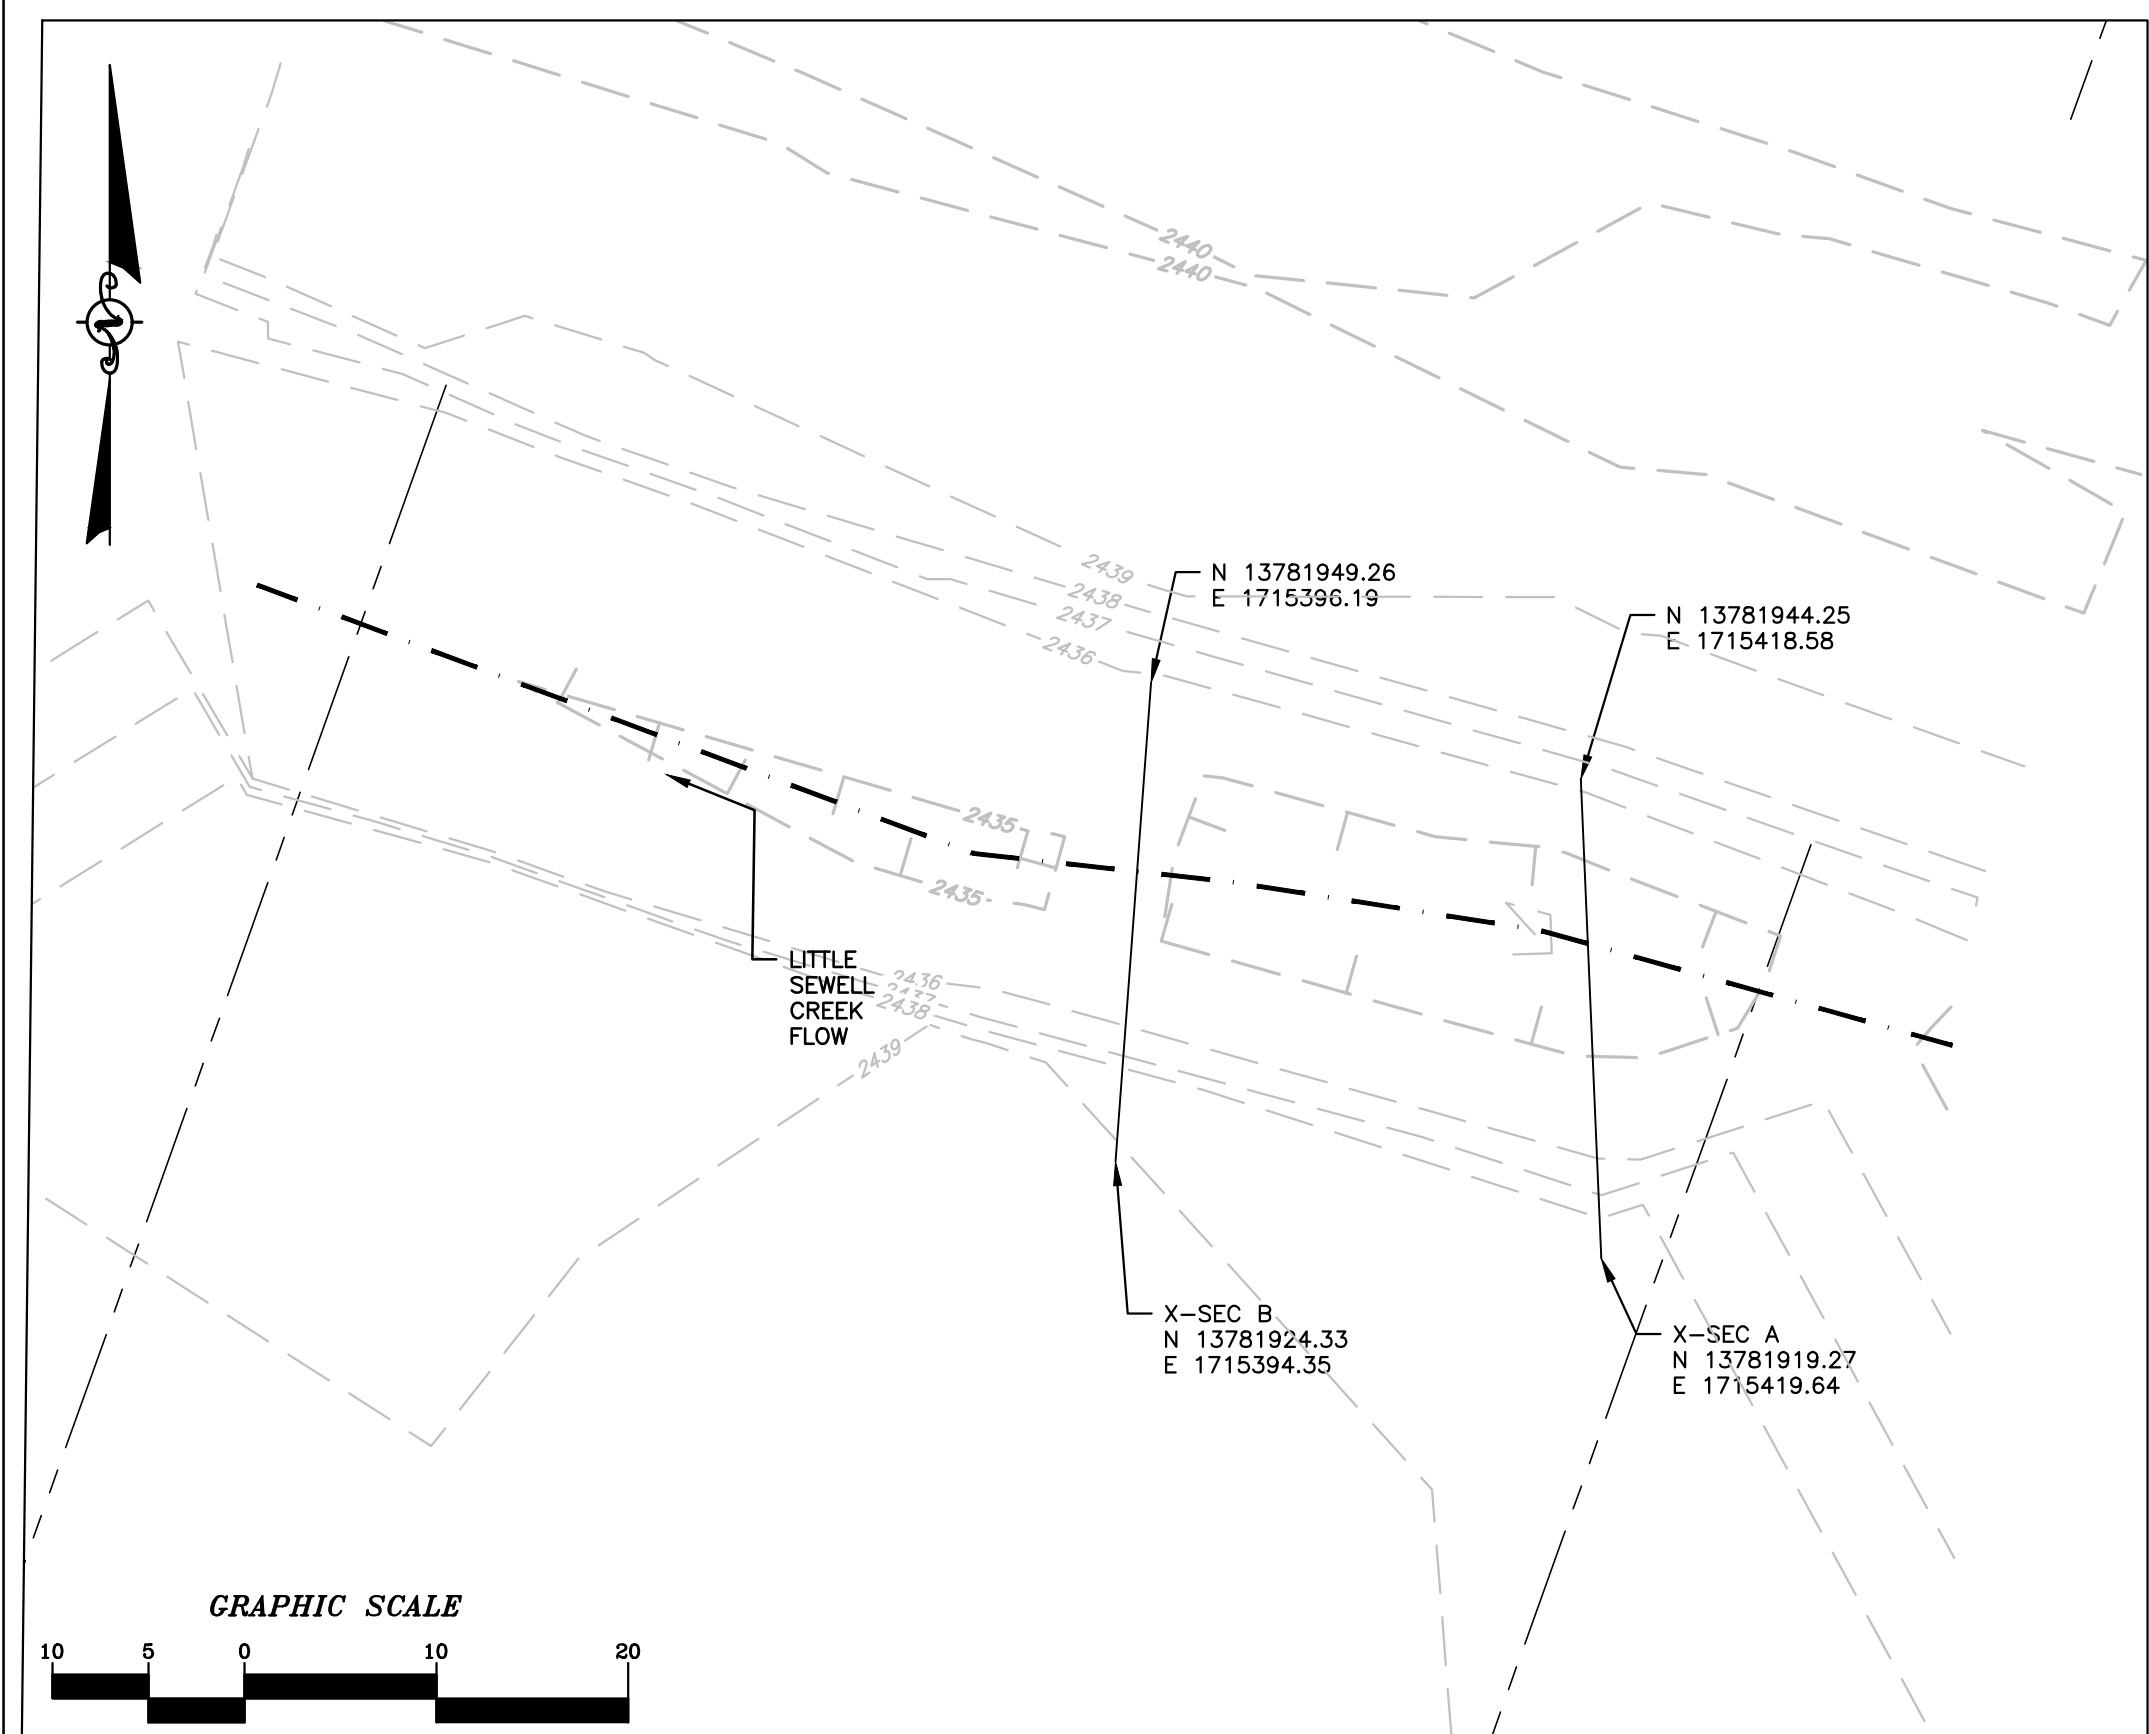 2440
2440
2439
2438
2437
2436
N 13781949.26
E 1715396.19
N 13781944.25
E 1715418.58
2435
2435
LITTLE
SEWELL
CREEK
FLOW
2436
2437
2438
2439
X-SEC B
N 13781924.33
E 1715394.35
X-SEC A
N 13781919.27
E 1715419.64
N
GRAPHIC SCALE
10 5 0 10 20